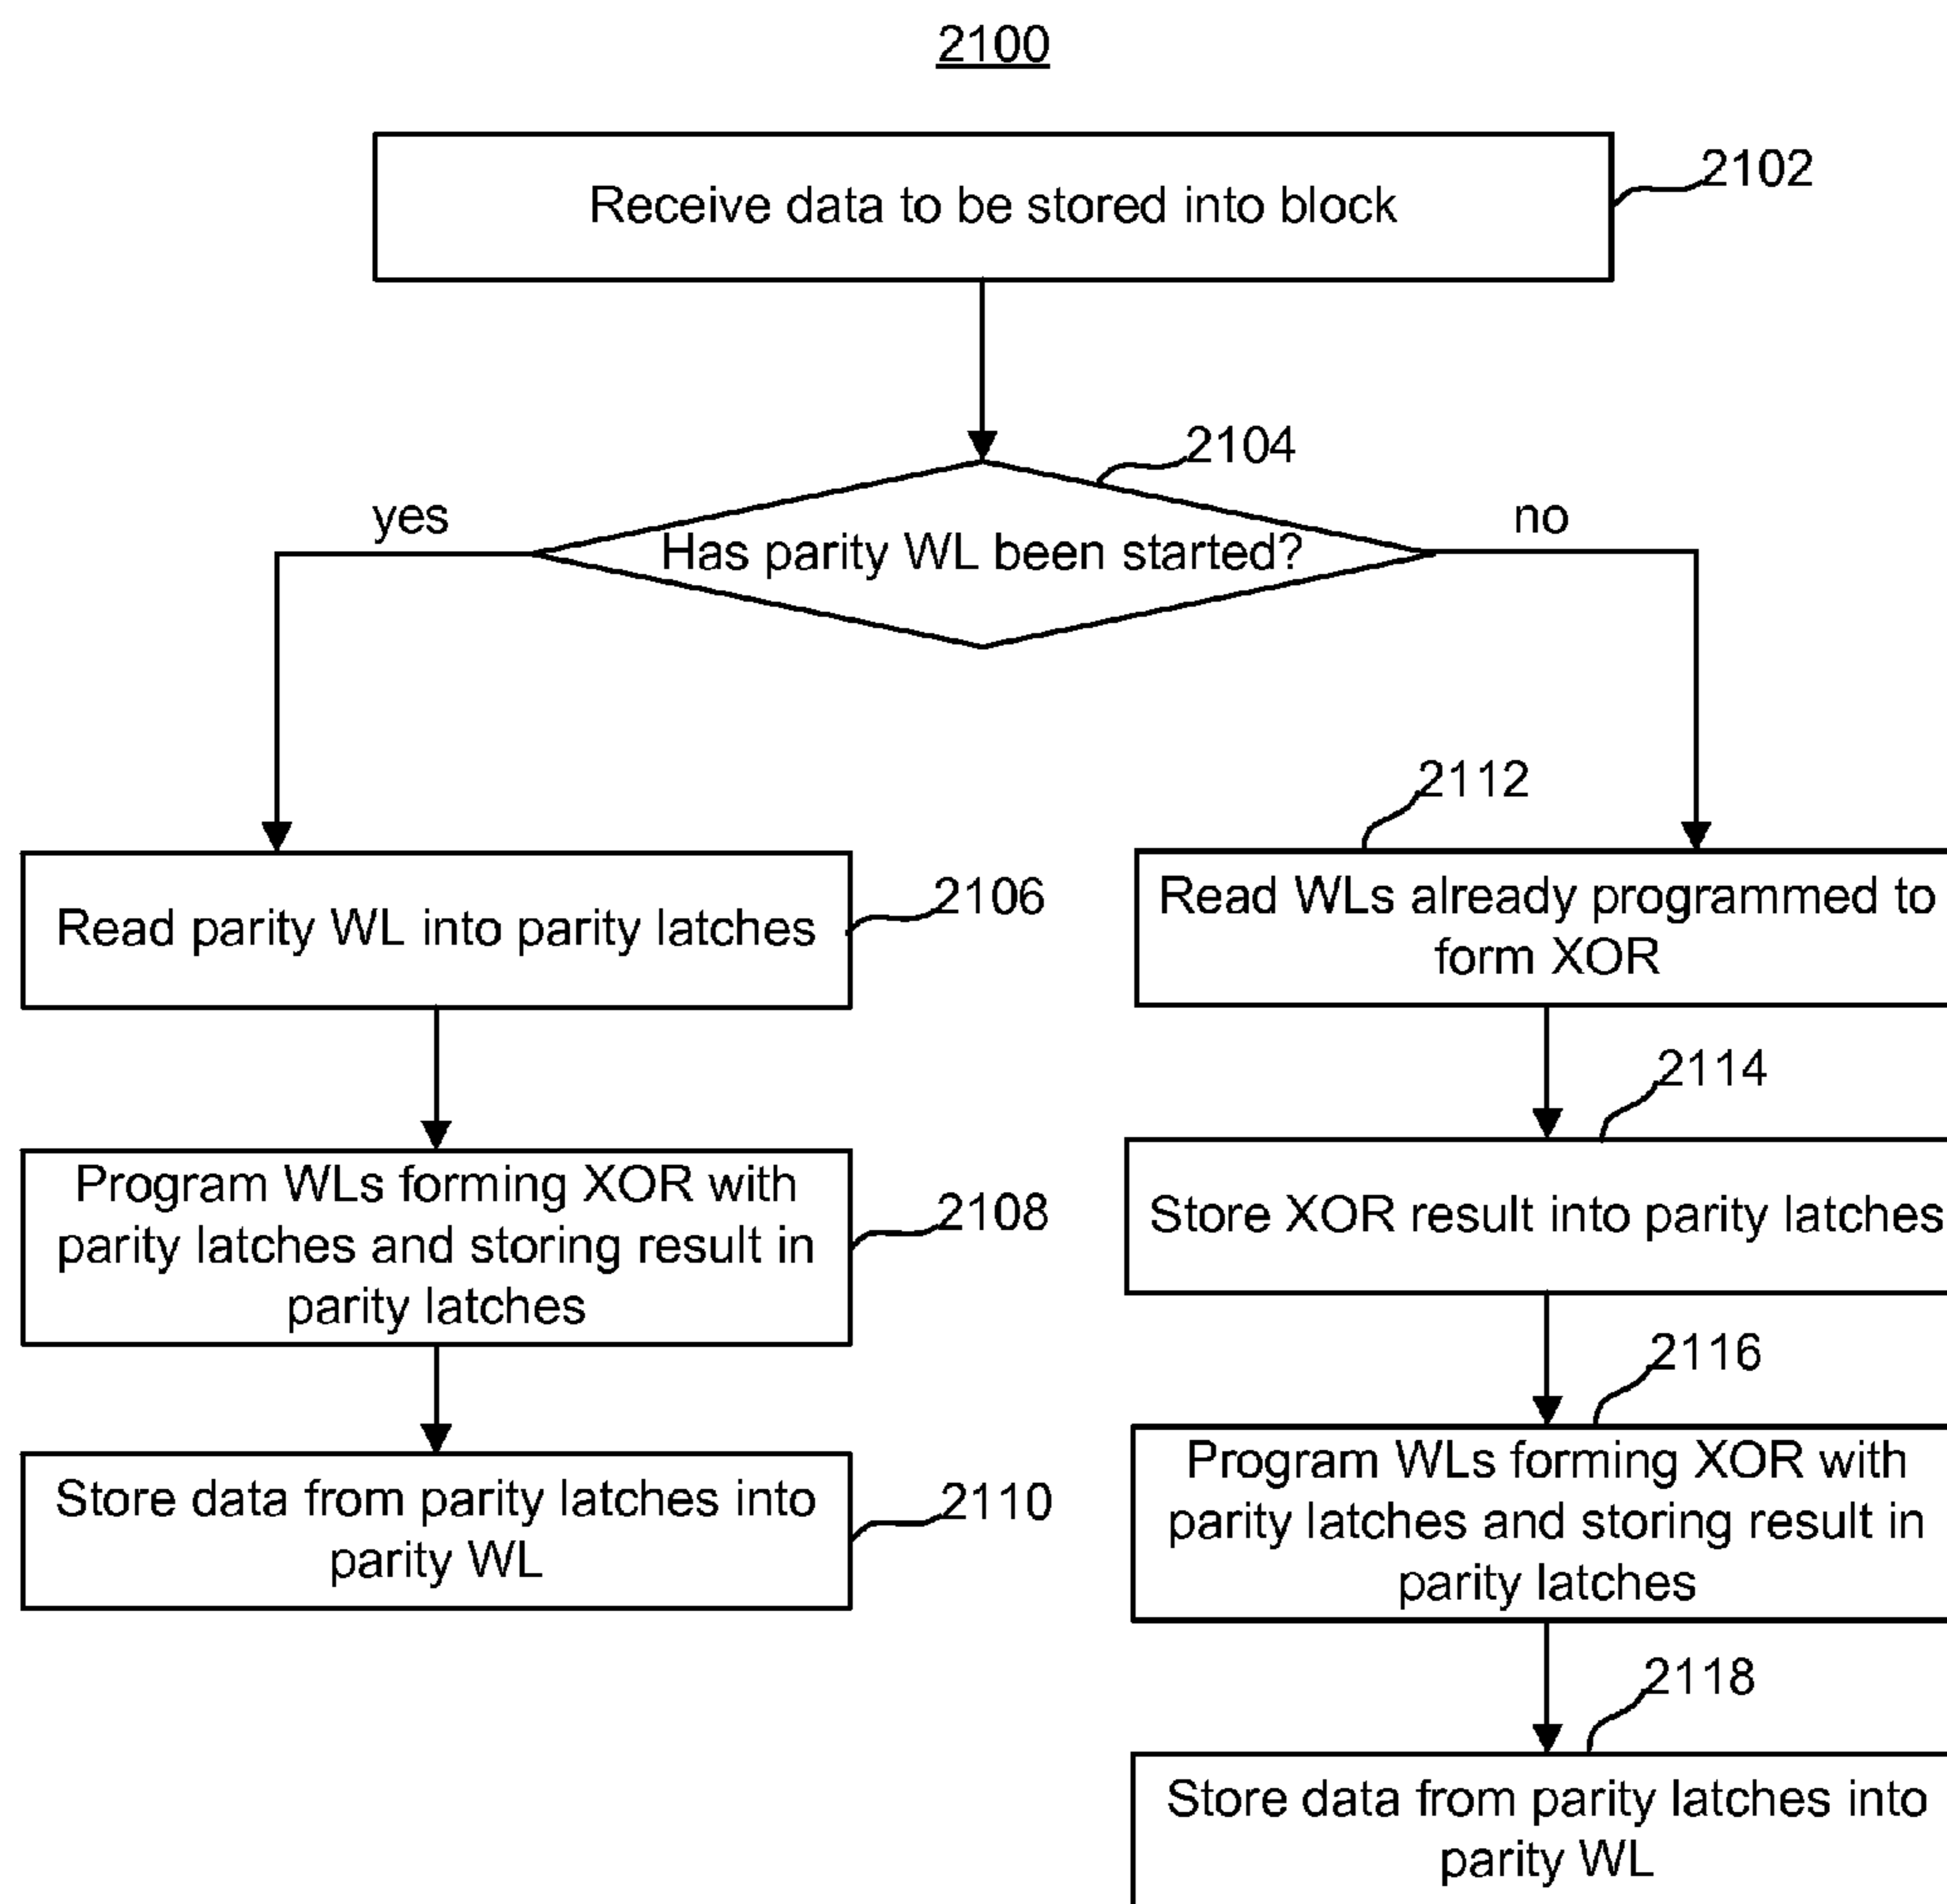 2100
Receive data to be stored into block
2102
2104
yes
Has parity WL been started?
no
2106
Read parity WL into parity latches
2108
Program WLs forming XOR with
parity latches and storing result in
parity latches
2110
Store data from parity latches into
parity WL
2112
Read WLs already programmed to
form XOR
2114
Store XOR result into parity latches
2116
Program WLs forming XOR with
parity latches and storing result in
parity latches
2118
Store data from parity latches into
parity WL